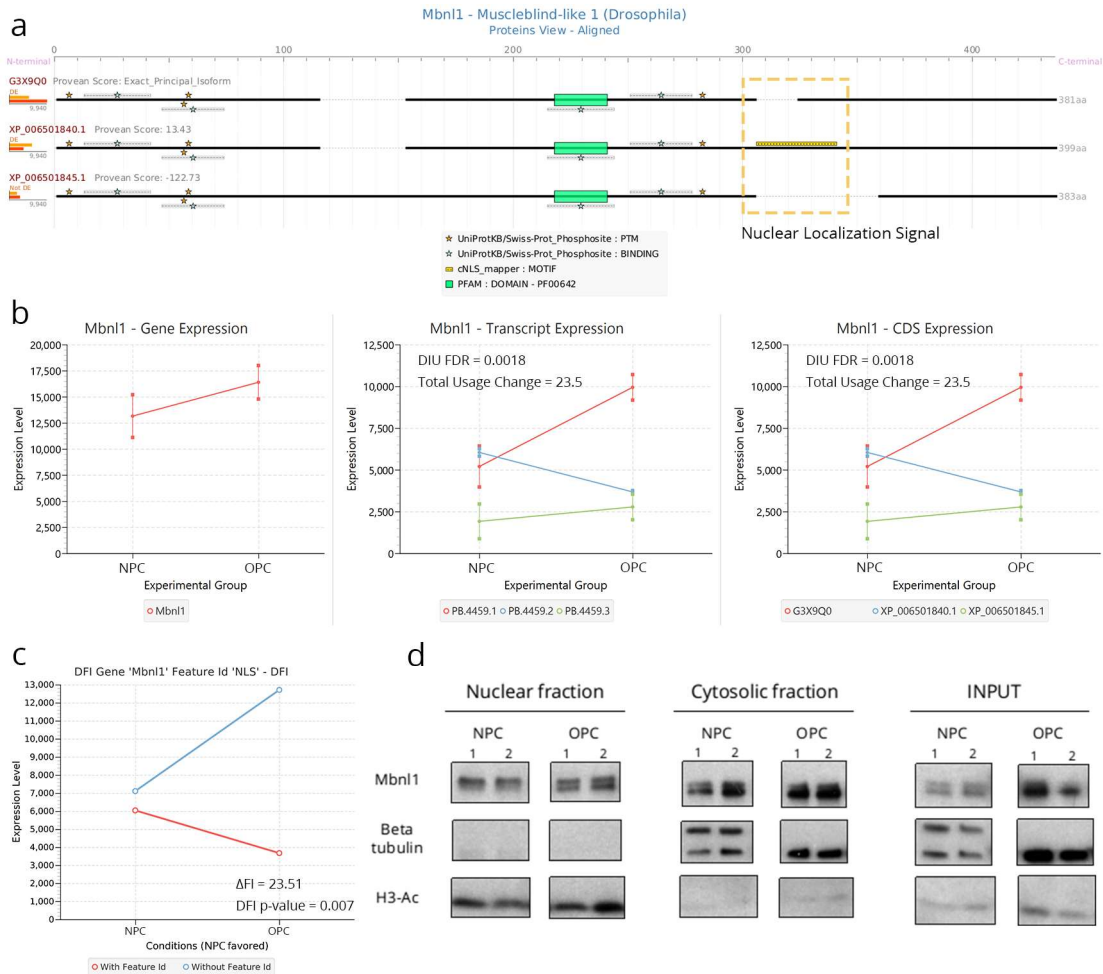 a
Mbnl1 - Muscleblind-like 1 (Drosophila)
Proteins View - Aligned
0 100 200 300 400
N-terminal C-terminal
G3X9Q0 Provean Score: Exact_Principal_Isoform
DE
9,940
381aa
XP_006501840.1 Provean Score: 13.43
DE
9,940
399aa
XP_006501845.1 Provean Score: -122.73
Not DE
9,940
383aa
Nuclear Localization Signal
UniProtKB/Swiss-Prot_Phosphosite : PTM
UniProtKB/Swiss-Prot_Phosphosite : BINDING
cNLS_mapper : MOTIF
PFAM : DOMAIN - PF00642
b
Mbnl1 - Gene Expression
Expression Level
20,000
17,500
15,000
12,500
10,000
7,500
5,000
2,500
0
NPC OPC
Experimental Group
Mbnl1
Mbnl1 - Transcript Expression
DIU FDR = 0.0018
Total Usage Change = 23.5
Expression Level
12,500
10,000
7,500
5,000
2,500
0
NPC OPC
Experimental Group
PB.4459.1 PB.4459.2 PB.4459.3
Mbnl1 - CDS Expression
DIU FDR = 0.0018
Total Usage Change = 23.5
Expression Level
12,500
10,000
7,500
5,000
2,500
0
NPC OPC
Experimental Group
G3X9Q0 XP_006501840.1 XP_006501845.1
c
DFI Gene 'Mbnl1' Feature Id 'NLS' - DFI
Expression Level
13,000
12,000
11,000
10,000
9,000
8,000
7,000
6,000
5,000
4,000
3,000
2,000
1,000
0
ΔFI = 23.51
DFI p-value = 0.007
NPC OPC
Conditions (NPC favored)
With Feature Id Without Feature Id
d
Nuclear fraction Cytosolic fraction INPUT
NPC OPC NPC OPC NPC OPC
1 2 1 2 1 2 1 2 1 2 1 2
Mbnl1
Beta
tubulin
H3-Ac